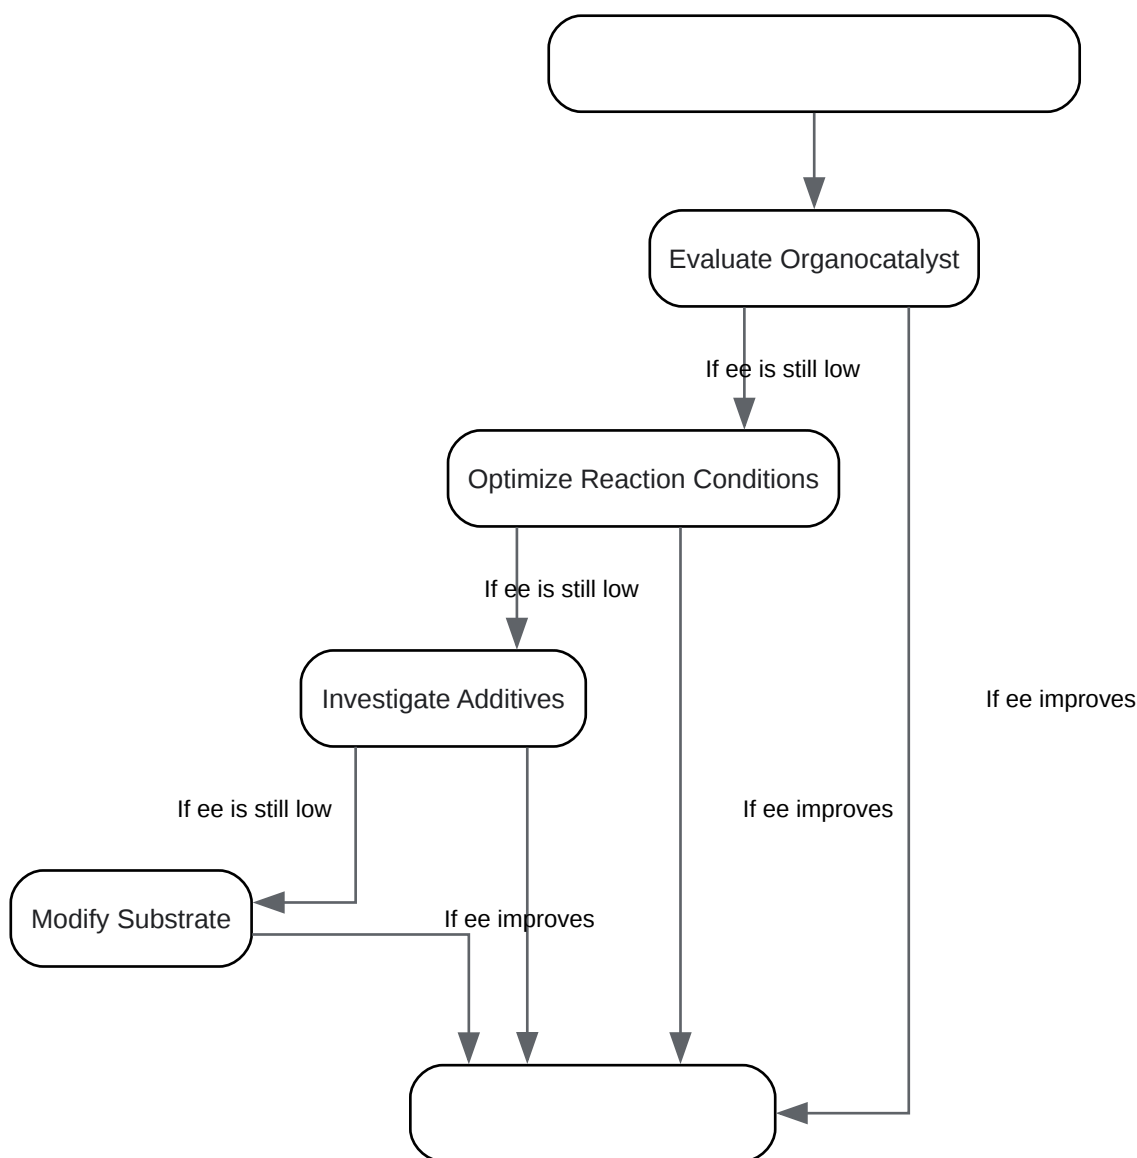 Evaluate Organocatalyst
If ee is still low
Optimize Reaction Conditions
If ee is still low
Investigate Additives
If ee improves
If ee is still low
If ee improves
Modify Substrate
If ee improves